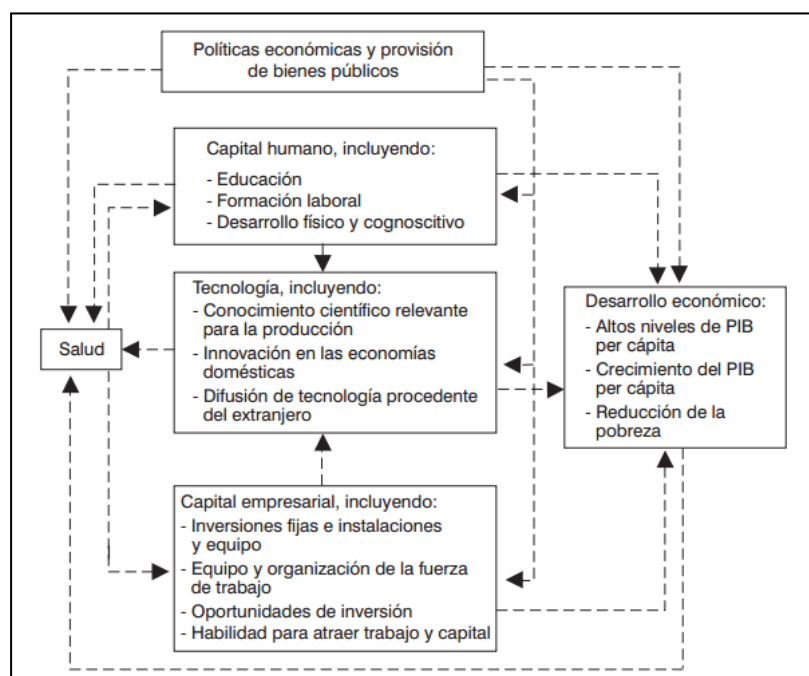 Políticas económicas y provisión
de bienes públicos
Capital humano, incluyendo:
- Educación
- Formación laboral
- Desarrollo físico y cognoscitivo
Tecnología, incluyendo:
- Conocimiento científico relevante
para la producción
- Innovación en las economías
domésticas
- Difusión de tecnología procedente
del extranjero
Salud
Desarrollo económico:
- Altos niveles de PIB
per cápita
- Crecimiento del PIB
per cápita
- Reducción de la
pobreza
Capital empresarial, incluyendo:
- Inversiones fijas e instalaciones
y equipo
- Equipo y organización de la fuerza
de trabajo
- Oportunidades de inversión
- Habilidad para atraer trabajo y capital